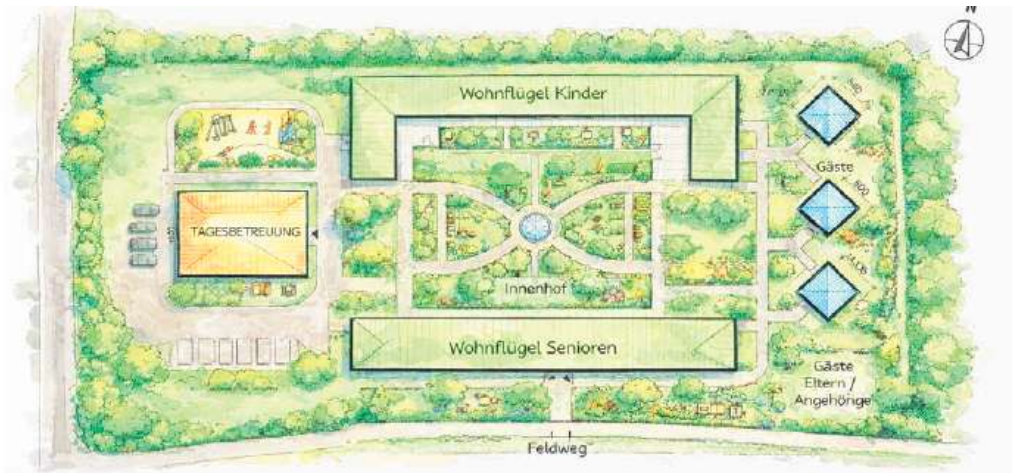 N
Wohnflügel Kinder
Gäste
TAGESBETREUUNG
Innenhof
Wohnflügel Senioren
Gäste
Eltern /
Angehörige
Feldweg